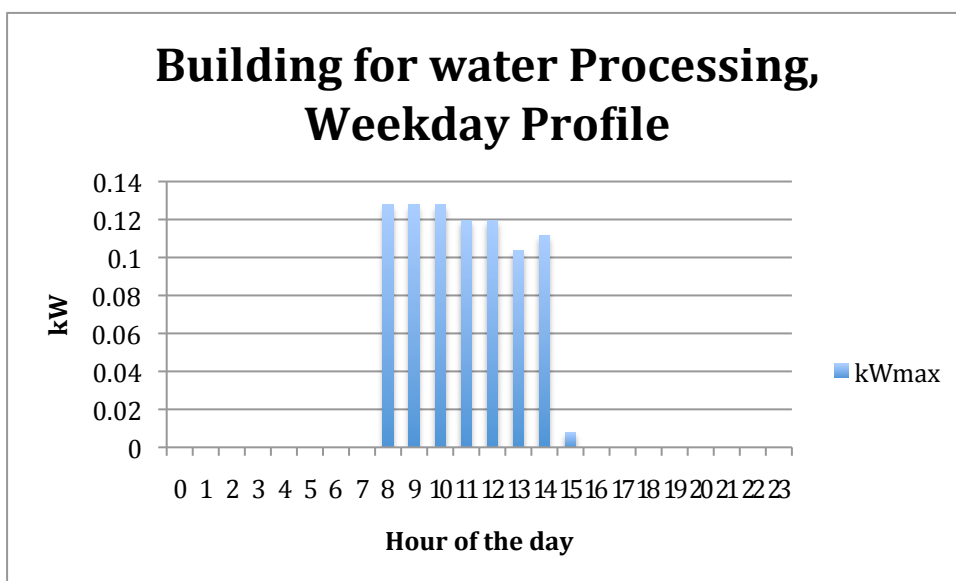 Building for water Processing,
Weekday Profile
0.14
0.12
0.1
0.08
0.06
0.04
0.02
0
kW
kWmax
0 1 2 3 4 5 6 7 8 9 10 11 12 13 14 15 16 17 18 19 20 21 22 23
Hour of the day